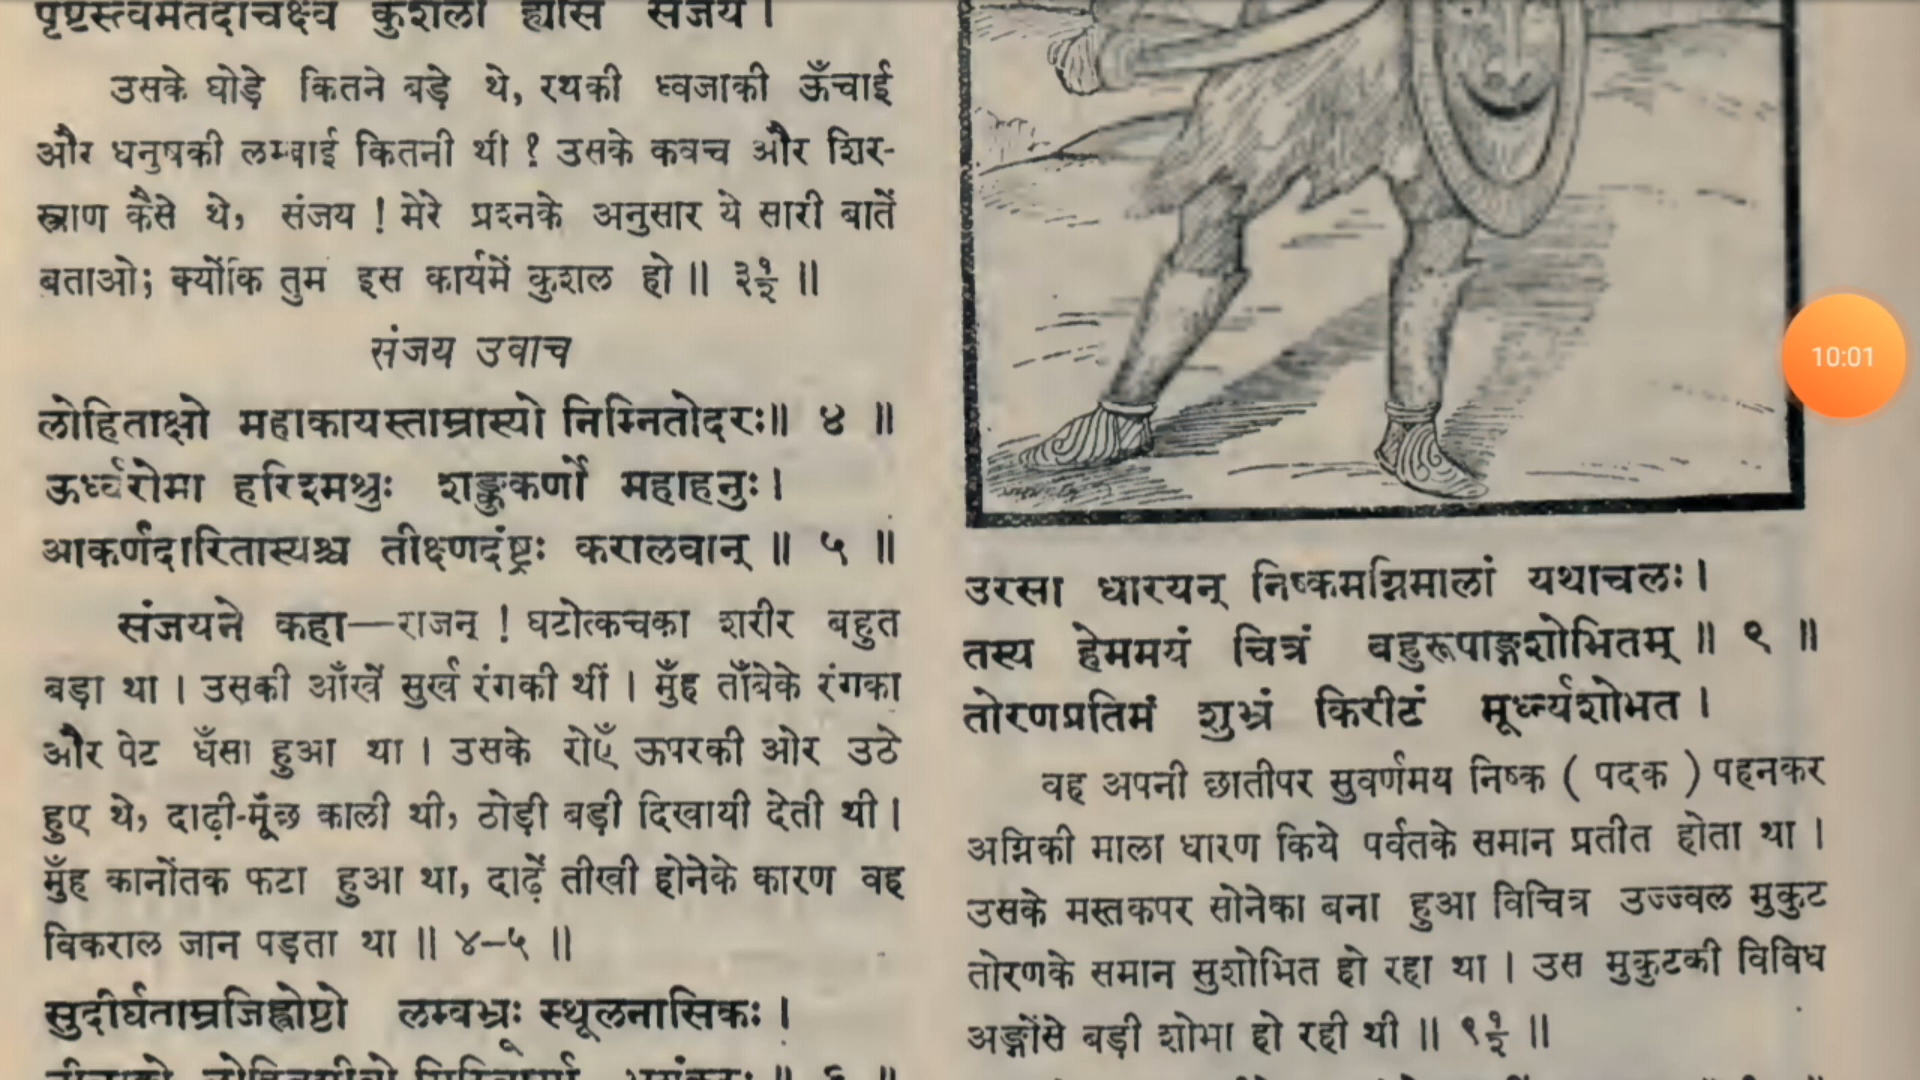 पृष्टस्त्वमेतदाचक्ष्व कुशलो ह्यसि संजय ।
उसके घोड़े कितने बड़े थे, रथकी ध्वजाकी ऊँचाई
और धनुषकी लम्बाई कितनी थी ? उसके कवच और शिर-
स्त्राण कैसे थे, संजय ! मेरे प्रश्नके अनुसार ये सारी बातें
बताओ; क्योंकि तुम इस कार्यमें कुशल हो ॥ ३½ ॥
संजय उवाच
लोहिताक्षो महाकायस्ताम्रास्यो निम्नितोदरः॥ ४ ॥
ऊर्ध्वरोमा हरिश्मश्रुः शङ्कुकर्णो महाहनुः ।
आकर्णदारितास्यश्च तीक्ष्णदंष्ट्रः करालवान् ॥ ५ ॥
संजयने कहा—राजन् ! घटोत्कचका शरीर बहुत
बड़ा था । उसकी आँखें सुर्ख रंगकी थीं । मुँह ताँबेके रंगका
और पेट धँसा हुआ था । उसके रोएँ ऊपरकी ओर उठे
हुए थे, दाढ़ी-मूँछ काली थी, ठोड़ी बड़ी दिखायी देती थी ।
मुँह कानोंतक फटा हुआ था, दाढ़ें तीखी होनेके कारण वह
विकराल जान पड़ता था ॥ ४–५ ॥
सुदीर्घताम्रजिह्वोष्ठो लम्बभ्रूः स्थूलनासिकः ।
उरसा धारयन् निष्कमग्निमालां यथाचलः ।
तस्य हेममयं चित्रं बहुरूपाङ्गशोभितम् ॥ ९ ॥
तोरणप्रतिमं शुभ्रं किरीटं मूर्ध्न्यशोभत ।
वह अपनी छातीपर सुवर्णमय निष्क ( पदक ) पहनकर
अग्निकी माला धारण किये पर्वतके समान प्रतीत होता था ।
उसके मस्तकपर सोनेका बना हुआ विचित्र उज्ज्वल मुकुट
तोरणके समान सुशोभित हो रहा था । उस मुकुटकी विविध
अङ्गोंसे बड़ी शोभा हो रही थी ॥ ९½ ॥
10:01